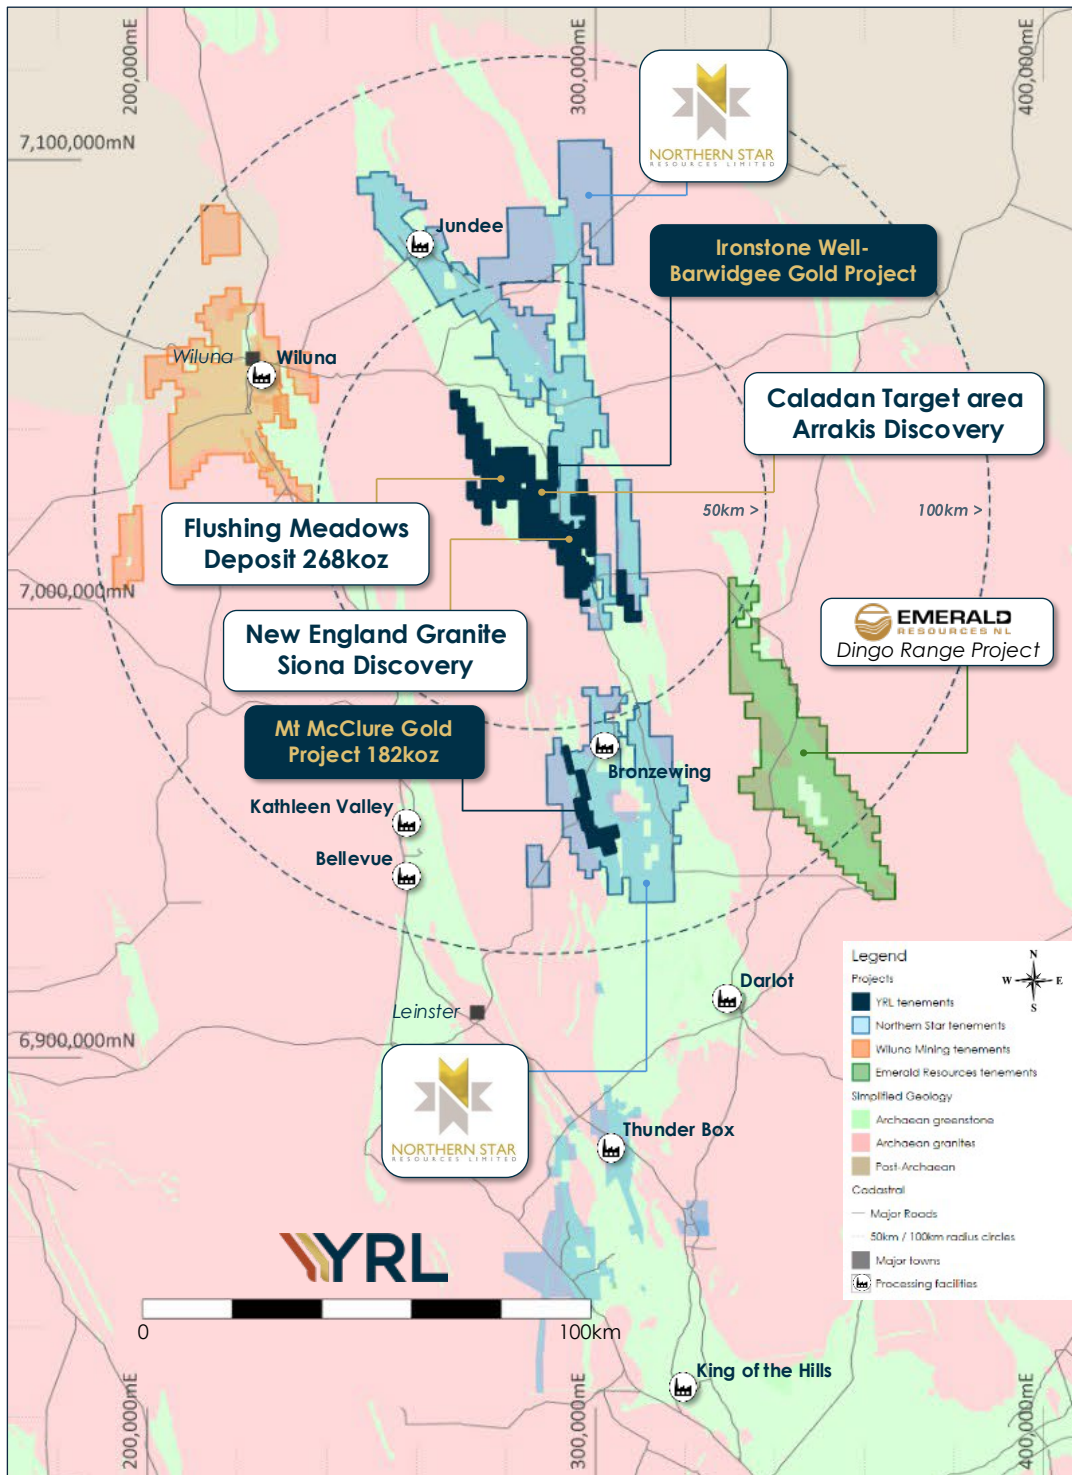 200,000mE
300,000mE
400,000mE
7,100,000mN
NORTHERN STAR
RESOURCES LIMITED
Jundee
Ironstone Well-
Barwidgee Gold Project
Wiluna
Wiluna
Caladan Target area
Arrakis Discovery
50km >
100km >
Flushing Meadows
Deposit 268koz
7,000,000mN
New England Granite
Siona Discovery
EMERALD
RESOURCES NL
Dingo Range Project
Mt McClure Gold
Project 182koz
Bronzewing
Kathleen Valley
Bellevue
Darlot
Leinster
6,900,000mN
NORTHERN STAR
RESOURCES LIMITED
Thunder Box
Legend
N
W
E
S
Projects
YRL tenements
Northern Star tenements
Wiluna Mining tenements
Emerald Resources tenements
Simplified Geology
Archaean greenstone
Archaean granites
Post-Archaean
Cadastral
Major Roads
50km / 100km radius circles
Major towns
Processing facilities
YRL
0
100km
King of the Hills
200,000mE
300,000mE
400,000mE